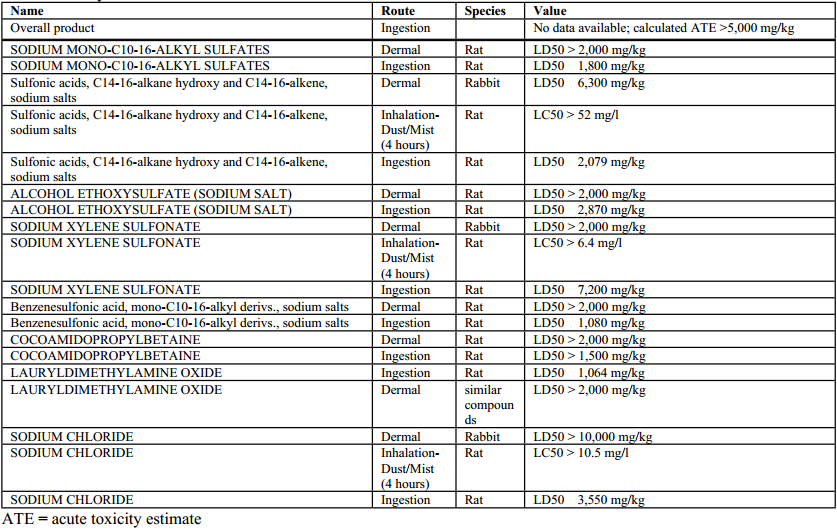 Name Route Species Value
Overall product Ingestion No data available; calculated ATE >5,000 mg/kg
SODIUM MONO-C10-16-ALKYL SULFATES Dermal Rat LD50 > 2,000 mg/kg
SODIUM MONO-C10-16-ALKYL SULFATES Ingestion Rat LD50 1,800 mg/kg
Sulfonic acids, C14-16-alkane hydroxy and C14-16-alkene, Dermal Rabbit LD50 6,300 mg/kg
sodium salts
Sulfonic acids, C14-16-alkane hydroxy and C14-16-alkene, Inhalation- Rat LC50 > 52 mg/l
sodium salts Dust/Mist
(4 hours)
Sulfonic acids, C14-16-alkane hydroxy and C14-16-alkene, Ingestion Rat LD50 2,079 mg/kg
sodium salts
ALCOHOL ETHOXYSULFATE (SODIUM SALT) Dermal Rat LD50 > 2,000 mg/kg
ALCOHOL ETHOXYSULFATE (SODIUM SALT) Ingestion Rat LD50 2,870 mg/kg
SODIUM XYLENE SULFONATE Dermal Rabbit LD50 > 2,000 mg/kg
SODIUM XYLENE SULFONATE Inhalation- Rat LC50 > 6.4 mg/l
Dust/Mist
(4 hours)
SODIUM XYLENE SULFONATE Ingestion Rat LD50 7,200 mg/kg
Benzenesulfonic acid, mono-C10-16-alkyl derivs., sodium salts Dermal Rat LD50 > 2,000 mg/kg
Benzenesulfonic acid, mono-C10-16-alkyl derivs., sodium salts Ingestion Rat LD50 1,080 mg/kg
COCOAMIDOPROPYLBETAINE Dermal Rat LD50 > 2,000 mg/kg
COCOAMIDOPROPYLBETAINE Ingestion Rat LD50 > 1,500 mg/kg
LAURYLDIMETHYLAMINE OXIDE Ingestion Rat LD50 1,064 mg/kg
LAURYLDIMETHYLAMINE OXIDE Dermal similar LD50 > 2,000 mg/kg
compoun
ds
SODIUM CHLORIDE Dermal Rabbit LD50 > 10,000 mg/kg
SODIUM CHLORIDE Inhalation- Rat LC50 > 10.5 mg/l
Dust/Mist
(4 hours)
SODIUM CHLORIDE Ingestion Rat LD50 3,550 mg/kg
ATE = acute toxicity estimate